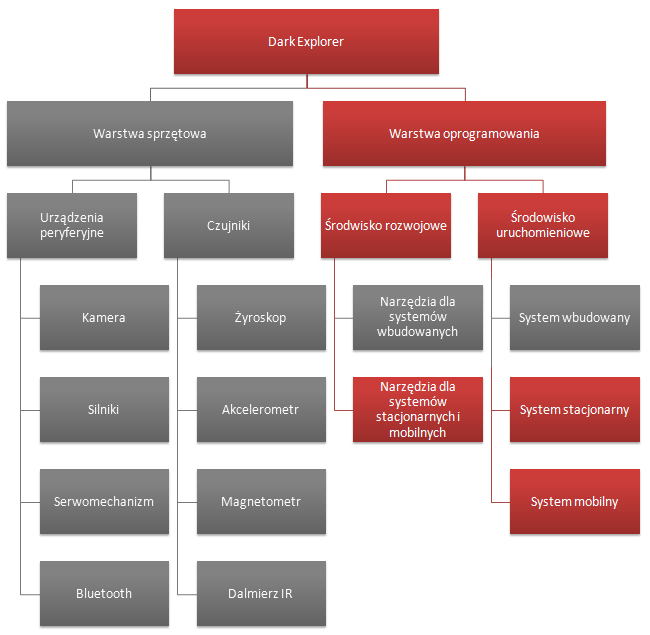 Dark Explorer
Warstwa sprzętowa
Warstwa oprogramowania
Urządzenia
peryferyjne
Czujniki
Śrdwisko rozwojowe
Środowisko
uruchomieniowe
Kamera
Silniki
Serwomechanizm
Bluetooth
Żyroskop
Akcelerometr
Magnetometr
Dalmierz IR
Narzędzia dla
systemów
wbudowanych
Narzędzia dla
systemów
stacjonarnych i
mobilnych
System wbudowany
System stacjonarny
System mobilny